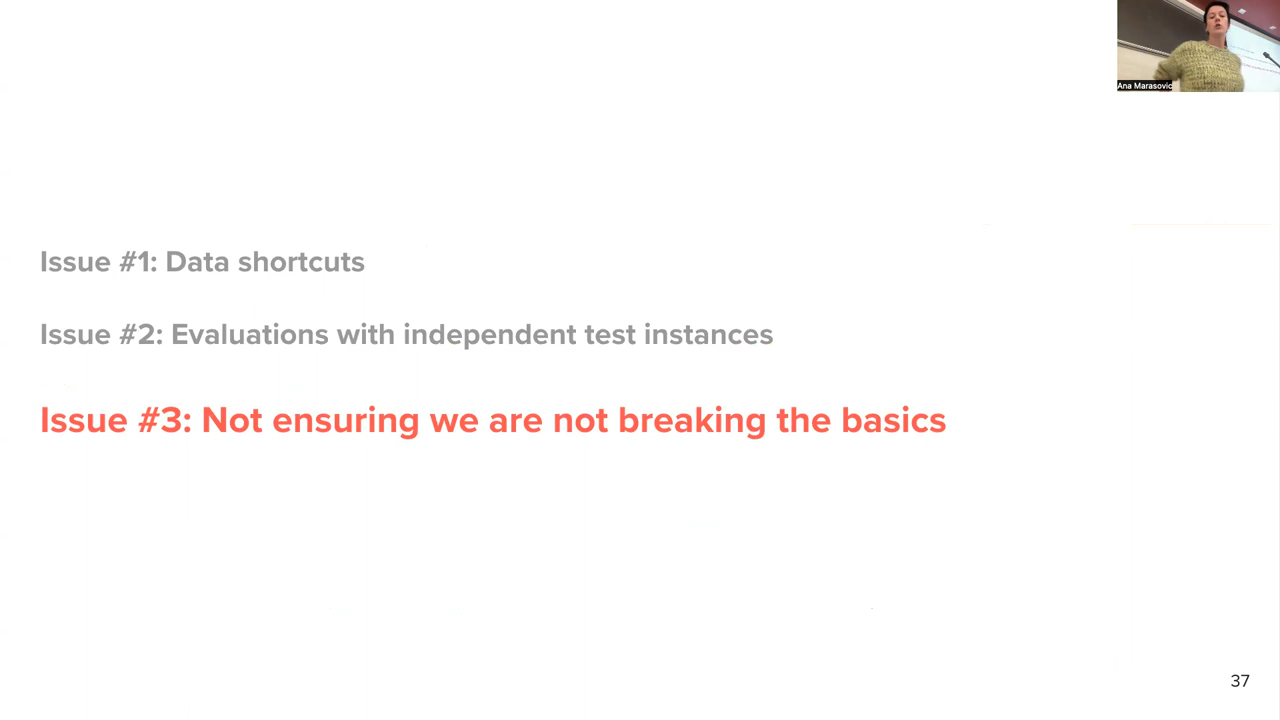 Ana Marasovic
Issue #1: Data shortcuts
Issue #2: Evaluations with independent test instances
Issue #3: Not ensuring we are not breaking the basics
37